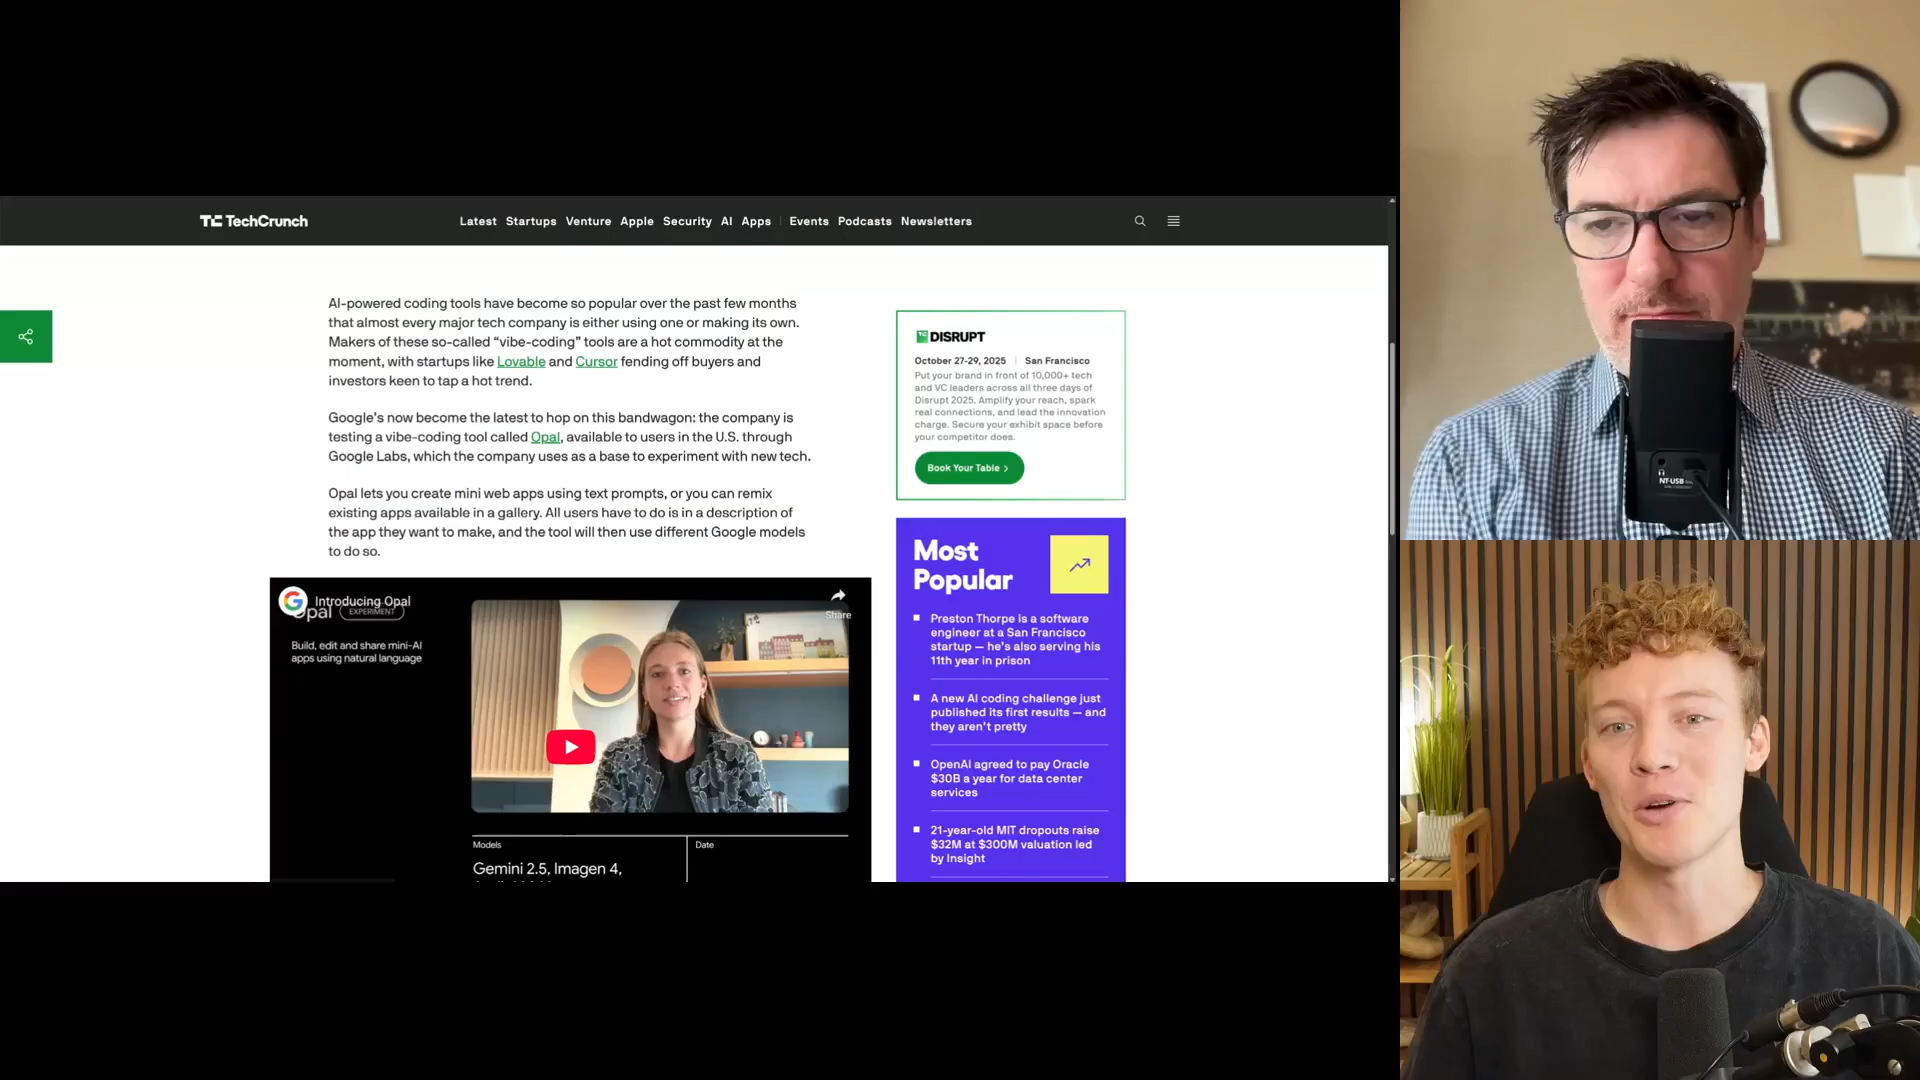 TechCrunch
Latest Startups Venture Apple Security AI Apps Events Podcasts Newsletters
AI-powered coding tools have become so popular over the past few months
that almost every major tech company is either using one or making its own.
Makers of these so-called “vibe-coding” tools are a hot commodity at the
moment, with startups like Lovable and Cursor fending off buyers and
investors keen to tap a hot trend.
Google’s now become the latest to hop on this bandwagon: the company is
testing a vibe-coding tool called Opal, available to users in the U.S. through
Google Labs, which the company uses as a base to experiment with new tech.
Opal lets you create mini web apps using text prompts, or you can remix
existing apps available in a gallery. All users have to do is in a description of
the app they want to make, and the tool will then use different Google models
to do so.
Introducing Opal
Opal EXPERIMENT
Share
Build, edit and share mini-AI
apps using natural language
Models
Date
Gemini 2.5, Imagen 4,
TC DISRUPT
October 27-29, 2025 | San Francisco
Put your brand in front of 10,000+ tech
and VC leaders across all three days of
Disrupt 2025. Amplify your reach, spark
real connections, and lead the innovation
charge. Secure your exhibit space before
your competitor does.
Book Your Table
Most
Popular
Preston Thorpe is a software
engineer at a San Francisco
startup — he’s also serving his
11th year in prison
A new AI coding challenge just
published its first results — and
they aren’t pretty
OpenAI agreed to pay Oracle
$30B a year for data center
services
21-year-old MIT dropouts raise
$32M at $300M valuation led
by Insight
NT-USB